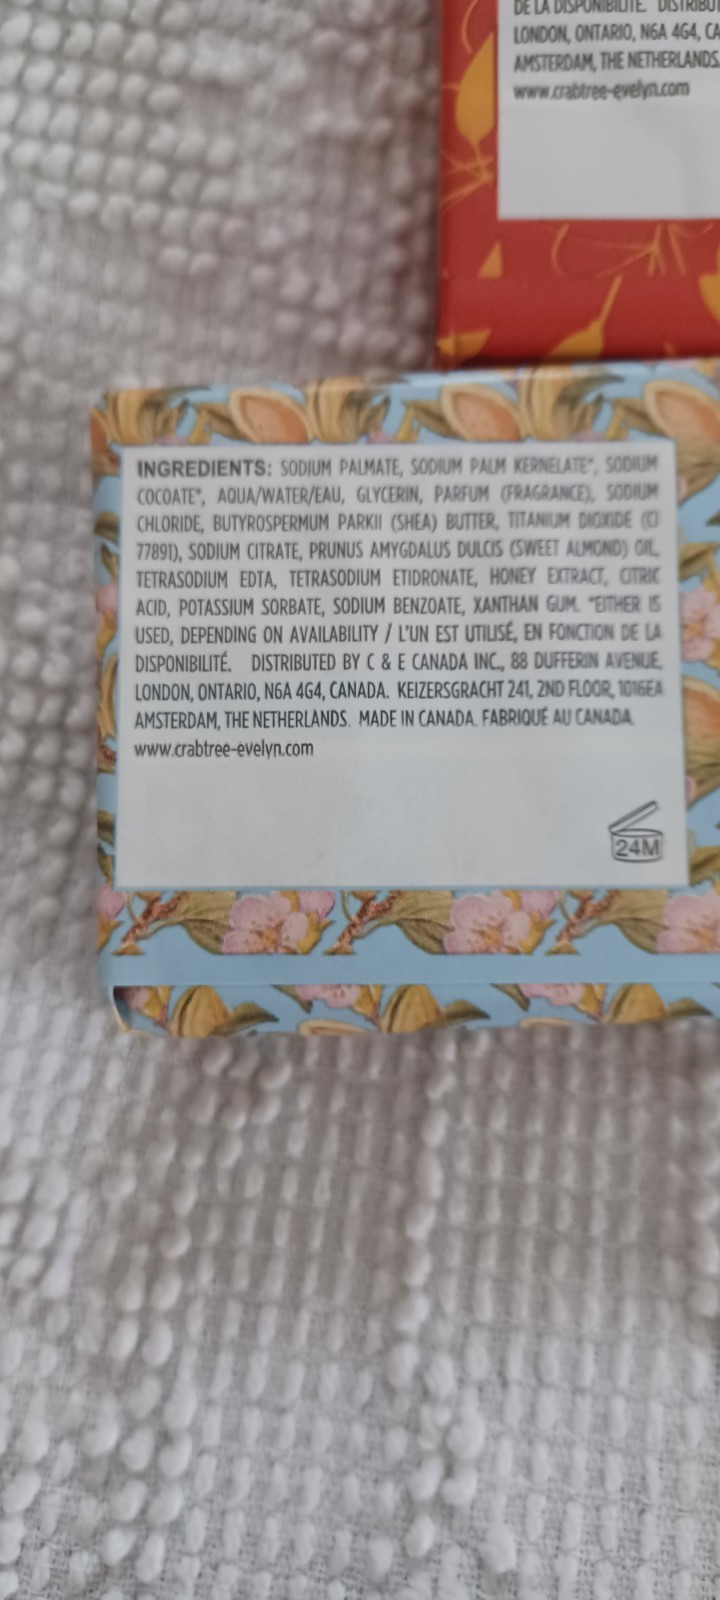 DE LA DISPONIBILITÉ. DISTRIBU
LONDON, ONTARIO, N6A 4G4, CA
AMSTERDAM, THE NETHERLANDS.
www.crabtree-evelyn.com
INGREDIENTS: SODIUM PALMATE, SODIUM PALM KERNELATE*, SODIUM
COCOATE*, AQUA/WATER/EAU, GLYCERIN, PARFUM (FRAGRANCE), SODIUM
CHLORIDE, BUTYROSPERMUM PARKII (SHEA) BUTTER, TITANIUM DIOXIDE (CI
77891), SODIUM CITRATE, PRUNUS AMYGDALUS DULCIS (SWEET ALMOND) OIL,
TETRASODIUM EDTA, TETRASODIUM ETIDRONATE, HONEY EXTRACT, CITRIC
ACID, POTASSIUM SORBATE, SODIUM BENZOATE, XANTHAN GUM. *EITHER IS
USED, DEPENDING ON AVAILABILITY / L'UN EST UTILISÉ, EN FONCTION DE LA
DISPONIBILITÉ. DISTRIBUTED BY C & E CANADA INC., 88 DUFFERIN AVENUE,
LONDON, ONTARIO, N6A 4G4, CANADA. KEIZERSGRACHT 241, 2ND FLOOR, 1016EA
AMSTERDAM, THE NETHERLANDS. MADE IN CANADA. FABRIQUÉ AU CANADA.
www.crabtree-evelyn.com
24M